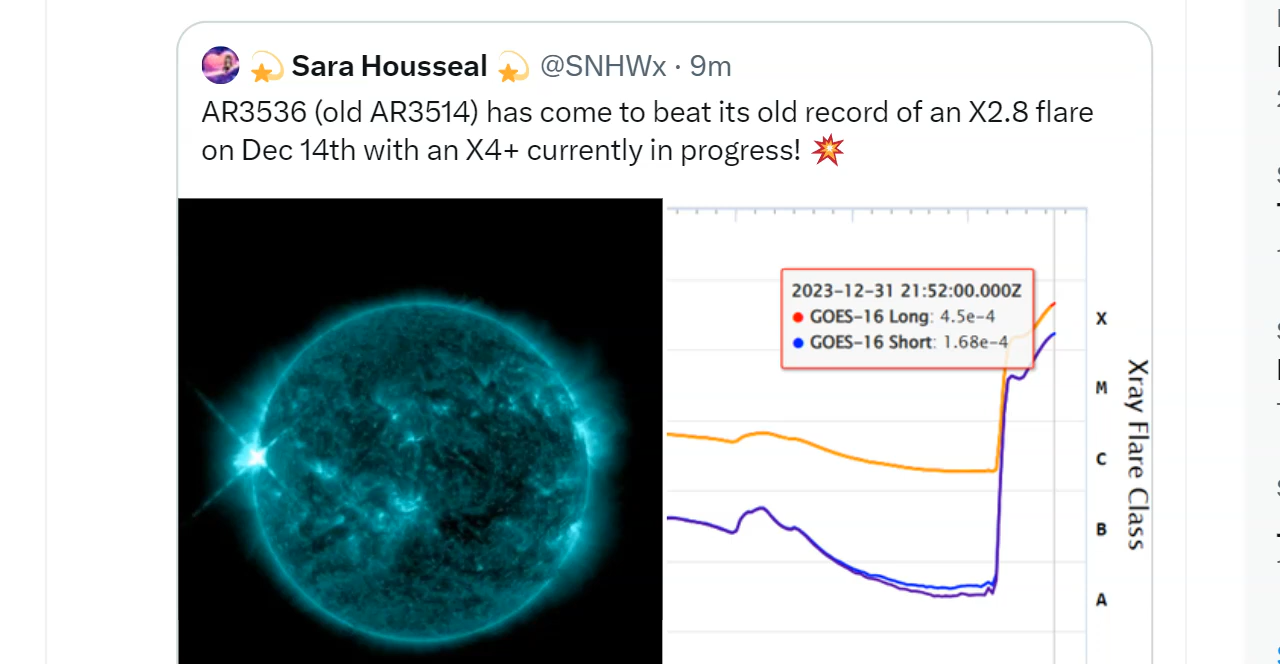 💫 Sara Housseal 💫 @SNHWx · 9m
AR3536 (old AR3514) has come to beat its old record of an X2.8 flare
on Dec 14th with an X4+ currently in progress! 💥
2023-12-31 21:52:00.000Z
GOES-16 Long: 4.5e-4
GOES-16 Short: 1.68e-4
X
M
C
B
A
Xray Flare Class